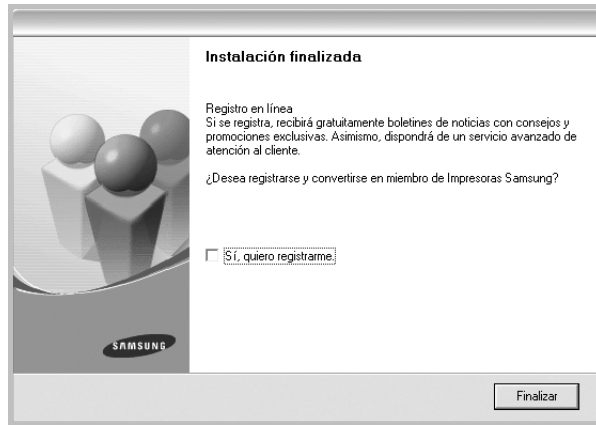 Instalación finalizada
Registro en línea
Si se registra, recibirá gratuitamente boletines de noticias con consejos y
promociones exclusivas. Asimismo, dispondrá de un servicio avanzado de
atención al cliente.
¿Desea registrarse y convertirse en miembro de Impresoras Samsung?
Sí, quiero registrarme.
SAMSUNG
Finalizar